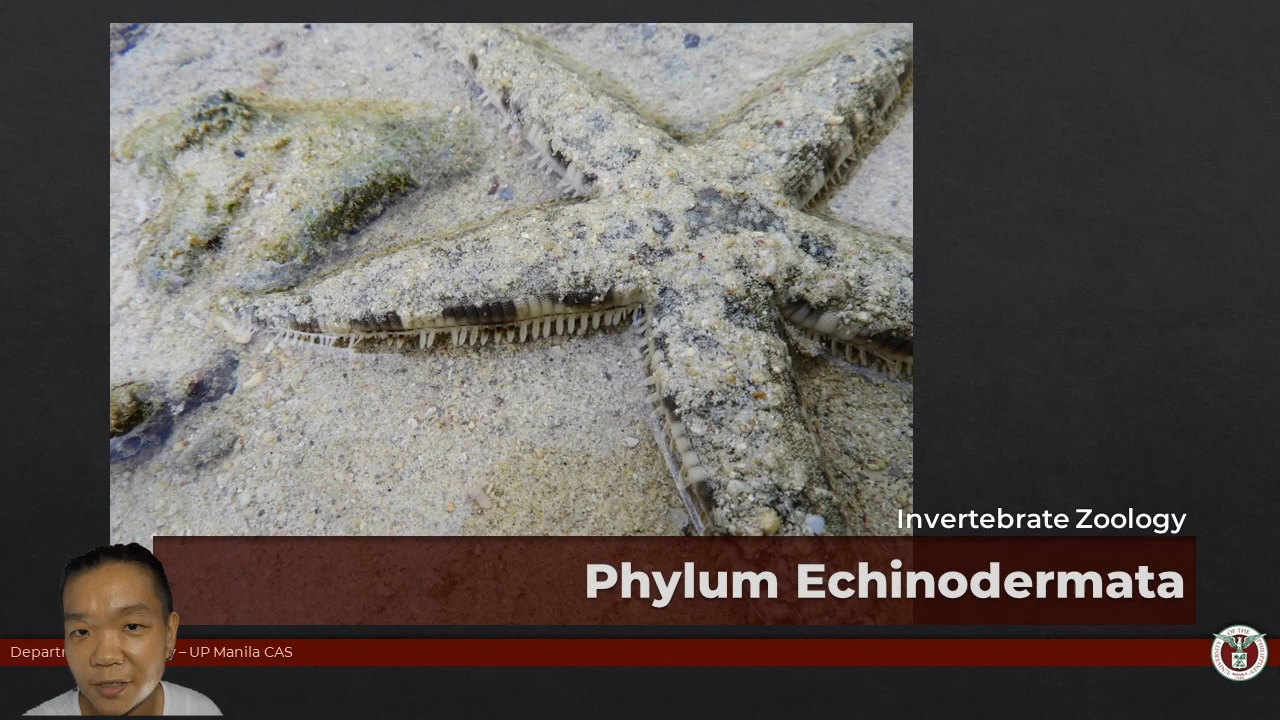 Invertebrate Zoology
Phylum Echinodermata
– UP Manila CAS